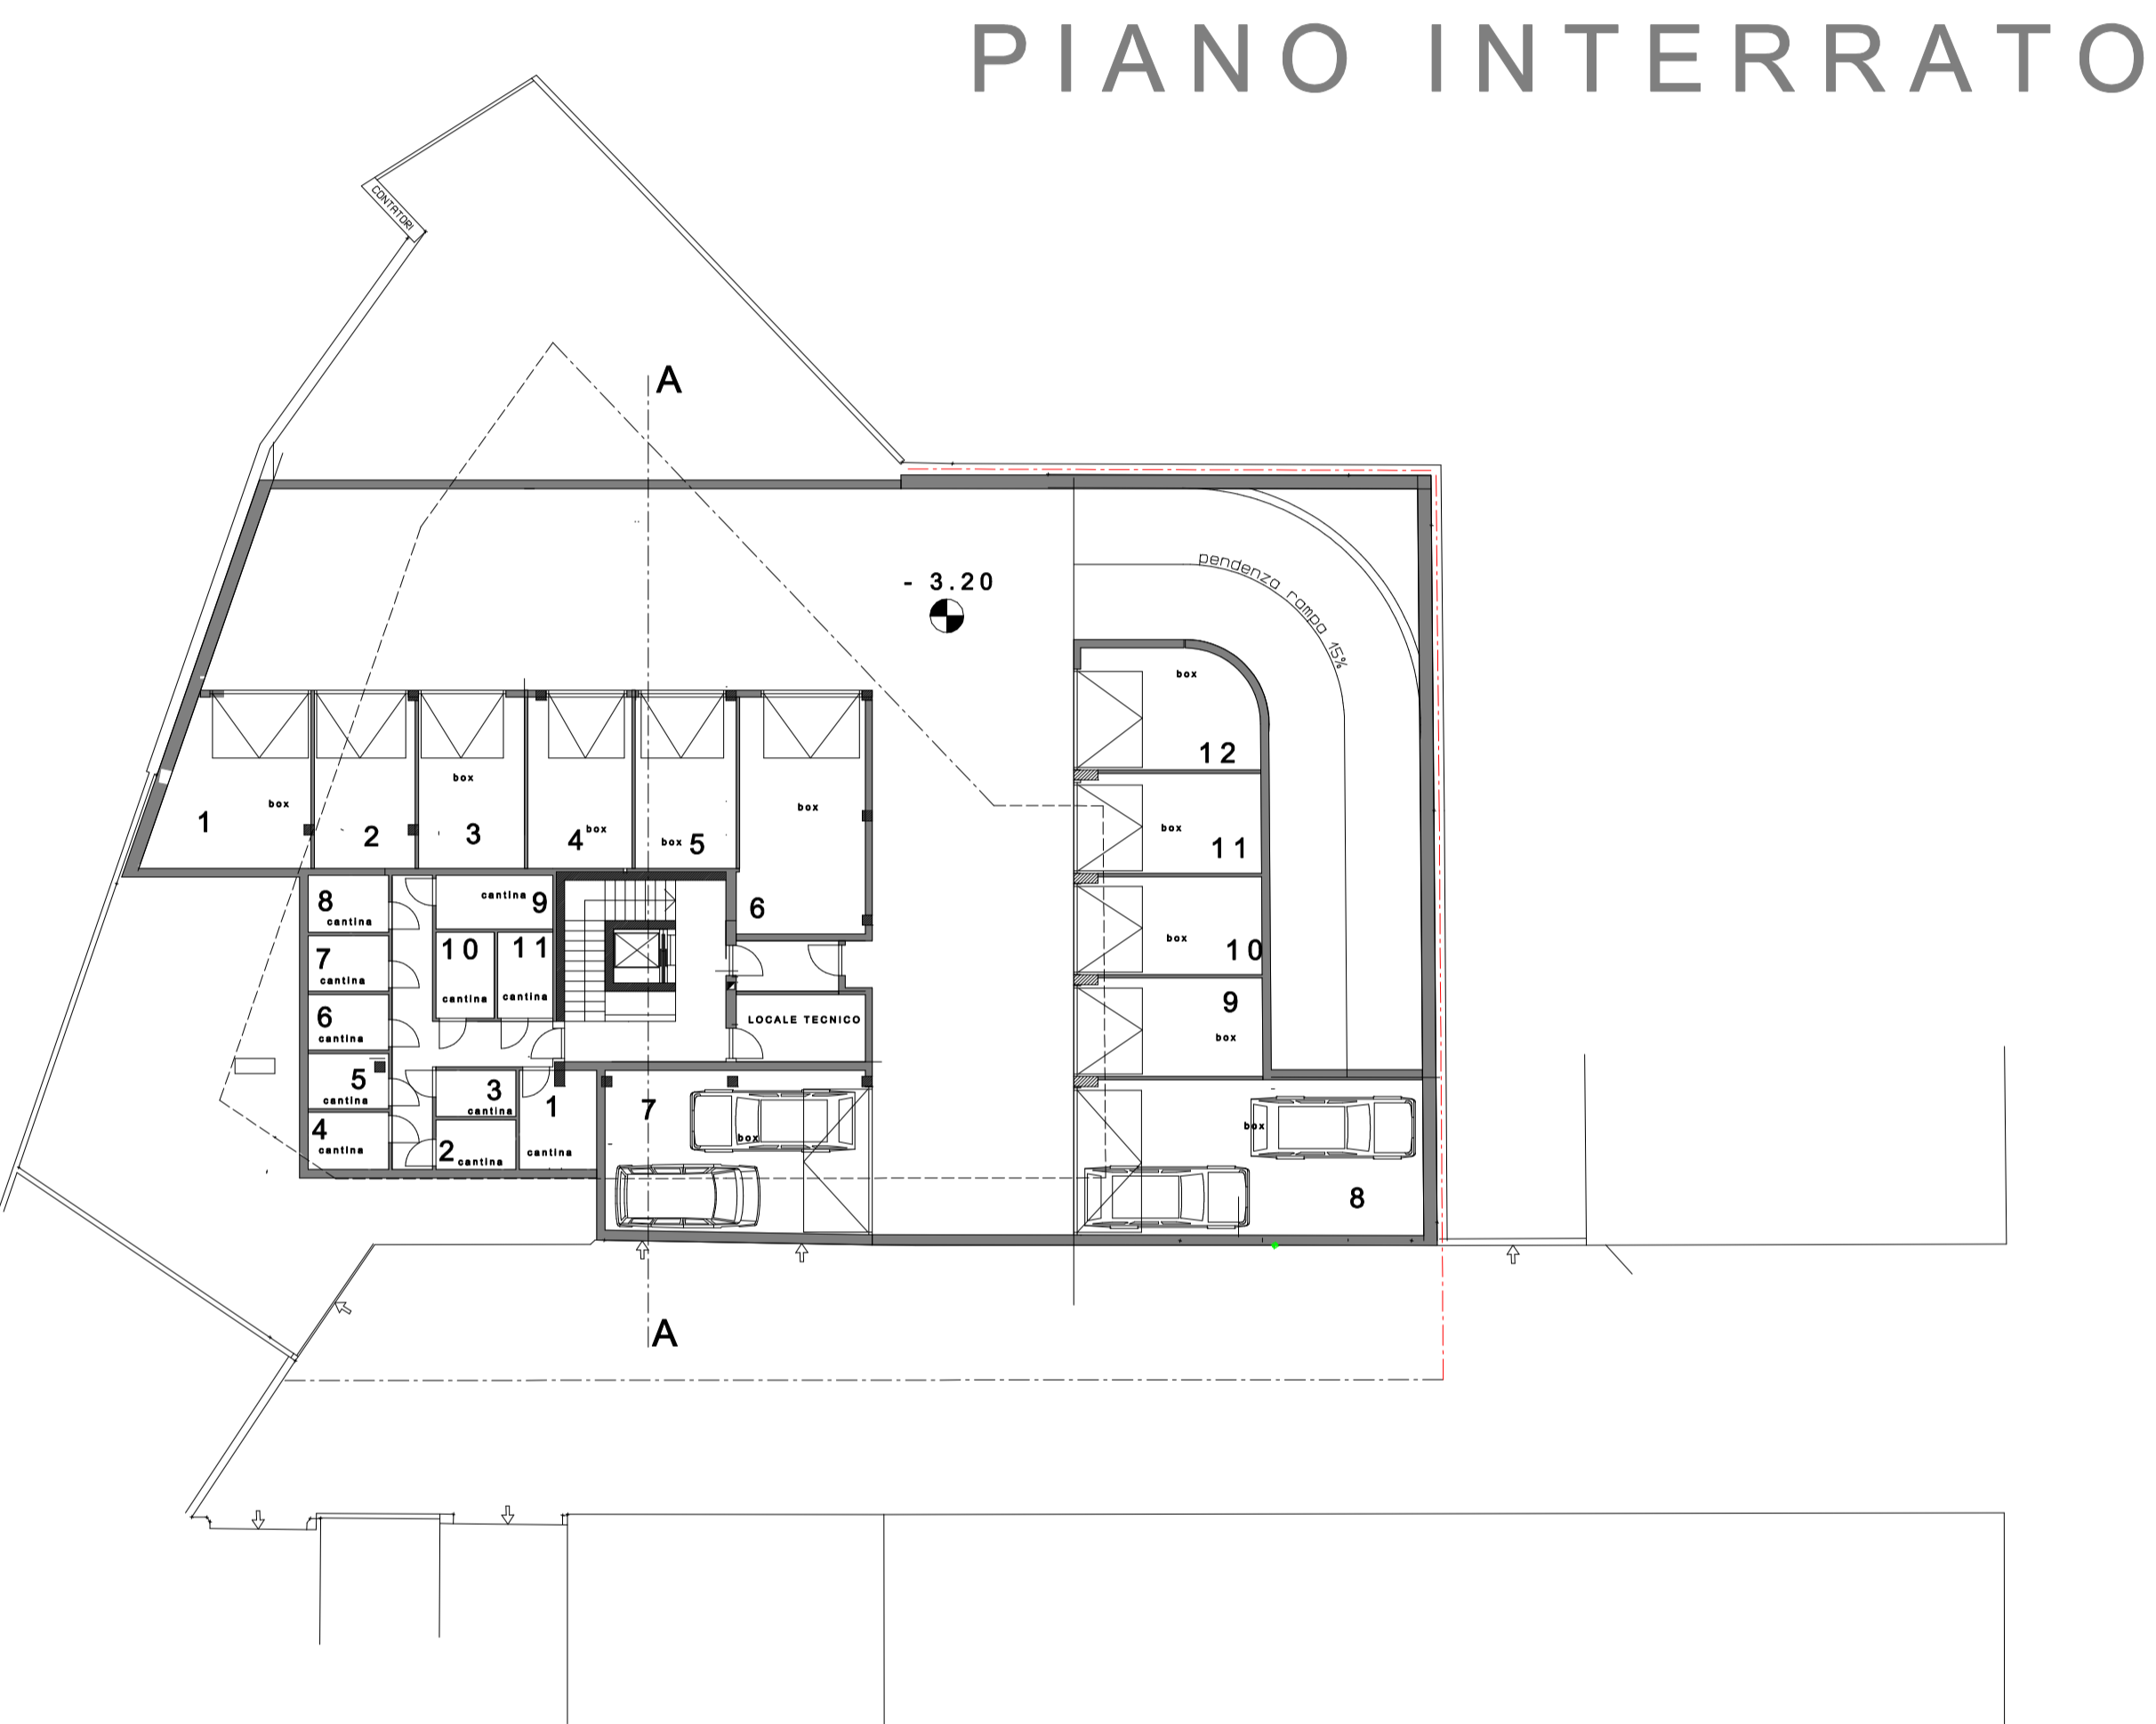 PIANO INTERRATO
CONTATORI
A
- 3.20
pendenza rampa 15%
box
12
box
1
2
box
3
4 box
box 5
box
6
box
11
box
10
9
box
8
cantina
7
cantina
6
cantina
5
cantina
4
cantina
cantina 9
10
cantina
11
cantina
LOCALE TECNICO
3
cantina
2 cantina
1
cantina
7
box
box
8
A